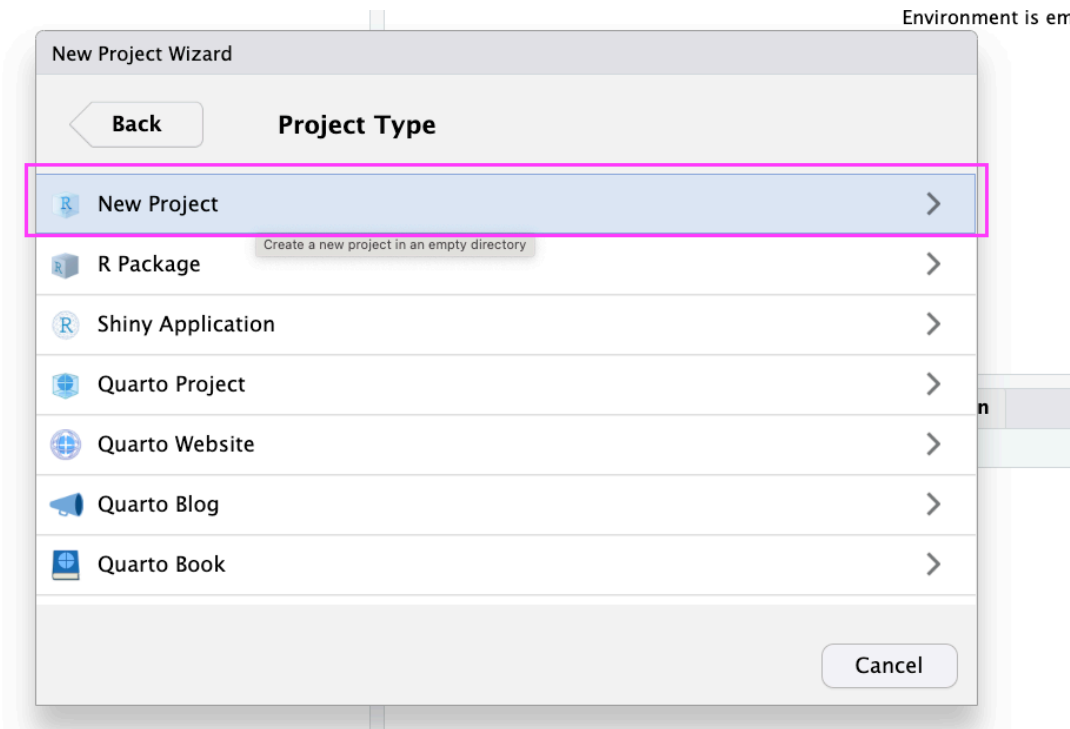 Environment is em
New Project Wizard
Back
Project Type
R New Project
Create a new project in an empty directory
R R Package
R Shiny Application
Quarto Project
Quarto Website
Quarto Blog
Quarto Book
n
Cancel